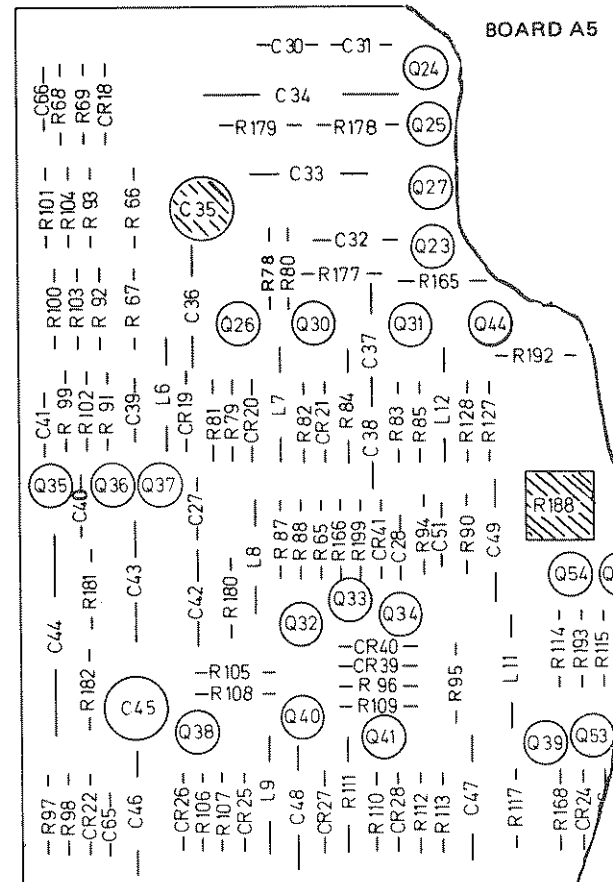 BOARD A5
C30 C31
Q24
C34
C66 R68 R69 CR18
R179 R178 Q25
C33
R101 R104 R93 R66
C35 Q27
C32 Q23
R78 R80
R177 R165
R100 R103 R92 R67 C36
Q26 Q30 C37 Q31 Q44
R192
C41 R99 R102 R91 C39 L6 CR19 R81 R79 CR20 L7 R82 CR21 R84 C38 R83 R85 L12 R128 R127
Q35 C40 Q36 Q37 C27
R188
R87 R88 R65 R166 R199 CR41 C28 R94 C51 R90 C49
L8
C44 R181 C43 C42 R180
Q54
Q32 Q33 Q34
R114 R193 R115
CR40
CR39
R105 R96
R108 R109
R182 C45 R95 L11
Q38 Q40 Q41 Q39 Q53
R97 R98 CR22 C65 C46 CR26 R106 R107 CR25 L9 C48 CR27 R111 R110 CR28 R112 R113 C47 R117 R168 CR24